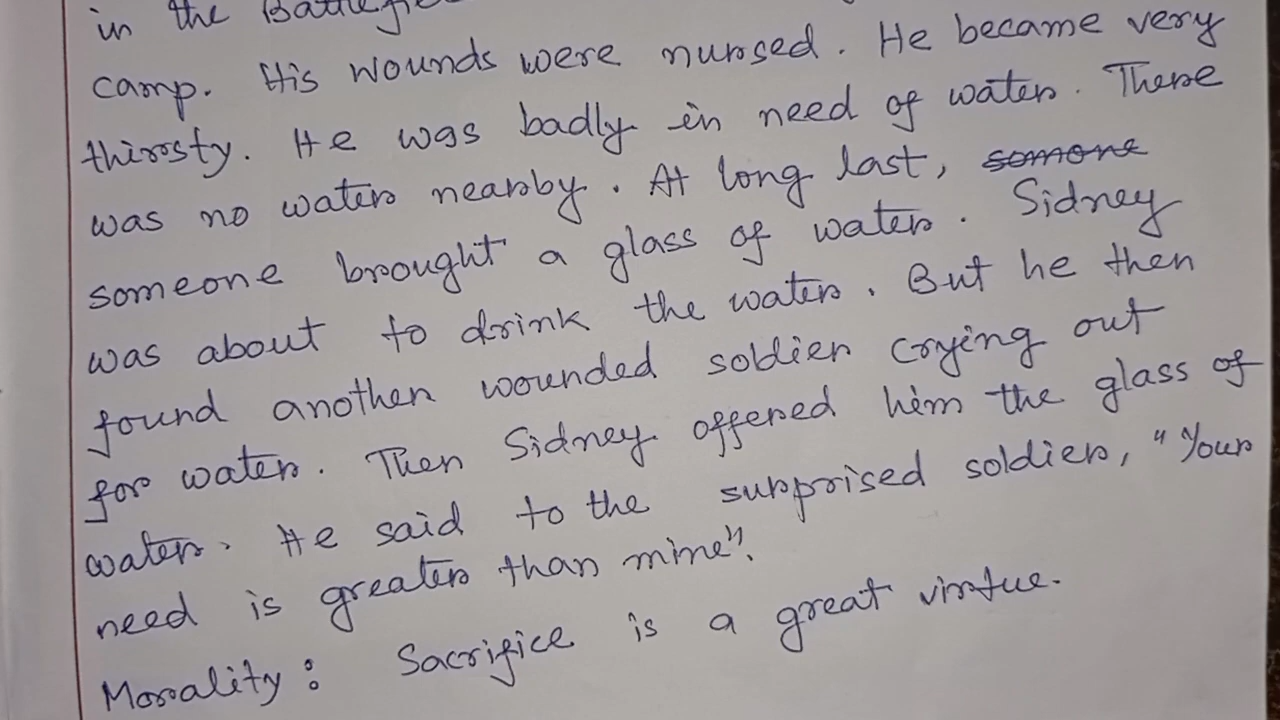 in the Battlefie
camp. His wounds were nursed. He became very
thirsty. He was badly in need of water. There
was no water nearby. At long last, somone
someone brought a glass of water. Sidney
was about to drink the water. But he then
found another wounded soldier crying out
for water. Then Sidney offered him the glass of
water. He said to the surprised soldier, "Your
need is greater than mine".
Morality: Sacrifice is a great virtue.